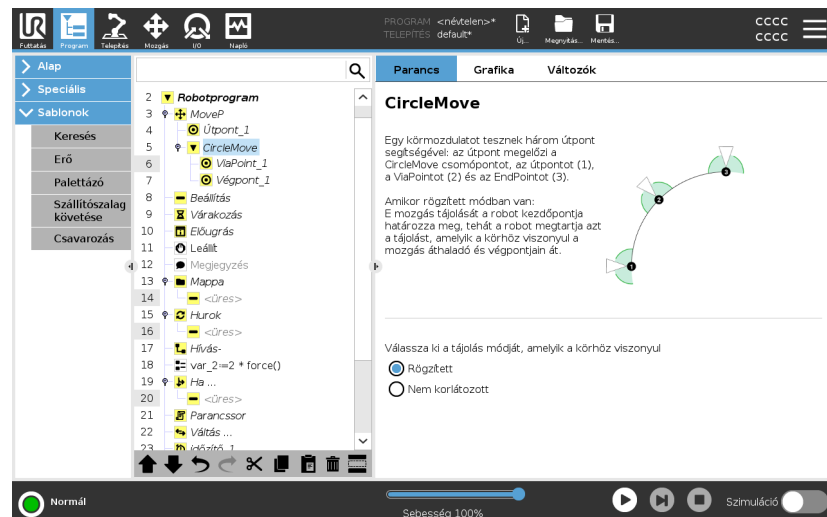 Futtatás
Program
Telepítés
Mozgás
I/O
Napló
PROGRAM <névtelen>*
TELEPÍTÉS default*
Új...
Megnyitás...
Mentés...
cccc
cccc
Alap
Speciális
Sablonok
Keresés
Erő
Palettázó
Szállítószalag
követése
Csavarozás
2 Robotprogram
3 MoveP
4 Útpont_1
5 CircleMove
6 ViaPoint_1
7 Végpont_1
8 Beállítás
9 Várakozás
10 Előugrás
11 Leállít
12 Megjegyzés
13 Mappa
14 <üres>
15 Hurok
16 <üres>
17 Hívás-
18 var_2:=2 * force()
19 Ha ...
20 <üres>
21 Parancssor
22 Váltás ...
23 Időzítő_1
Parancs
Grafika
Változók
CircleMove
Egy körmozdulatot tesznek három útpont
segítségével: az útpont megelőzi a
CircleMove csomópontot, az útpontot (1),
a ViaPointot (2) és az EndPointot (3).
Amikor rögzített módban van:
E mozgás tájolását a robot kezdőpontja
határozza meg, tehát a robot megtartja azt
a tájolást, amelyik a körhöz viszonyul a
mozgás áthaladó és végpontjain át.
3
2
1
Válassza ki a tájolás módját, amelyik a körhöz viszonyul
Rögzített
Nem korlátozott
Normál
Sebesség 100%
Szimuláció